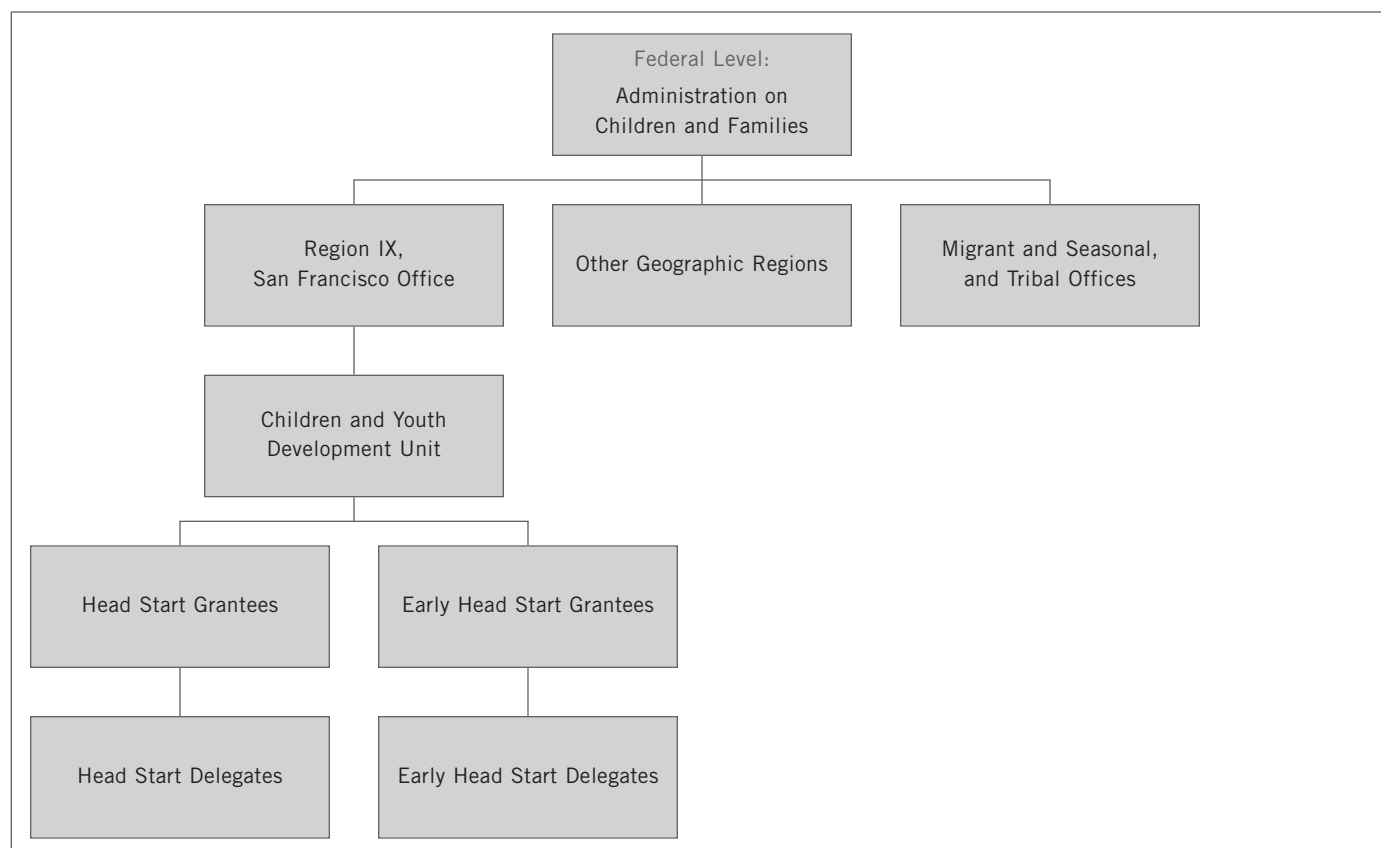 Federal Level:
Administration on
Children and Families
Region IX,
San Francisco Office
Other Geographic Regions
Migrant and Seasonal,
and Tribal Offices
Children and Youth
Development Unit
Head Start Grantees
Early Head Start Grantees
Head Start Delegates
Early Head Start Delegates